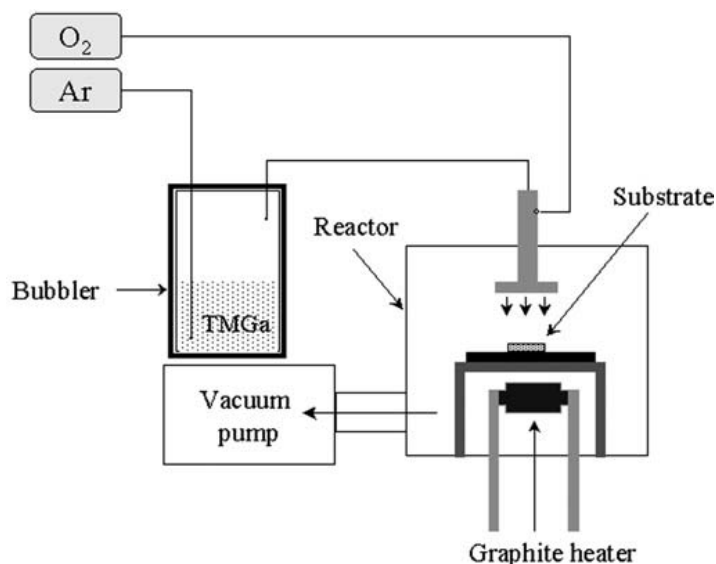 O2
Ar
Substrate
Reactor
Bubbler
TMGa
Vacuum
pump
Graphite heater